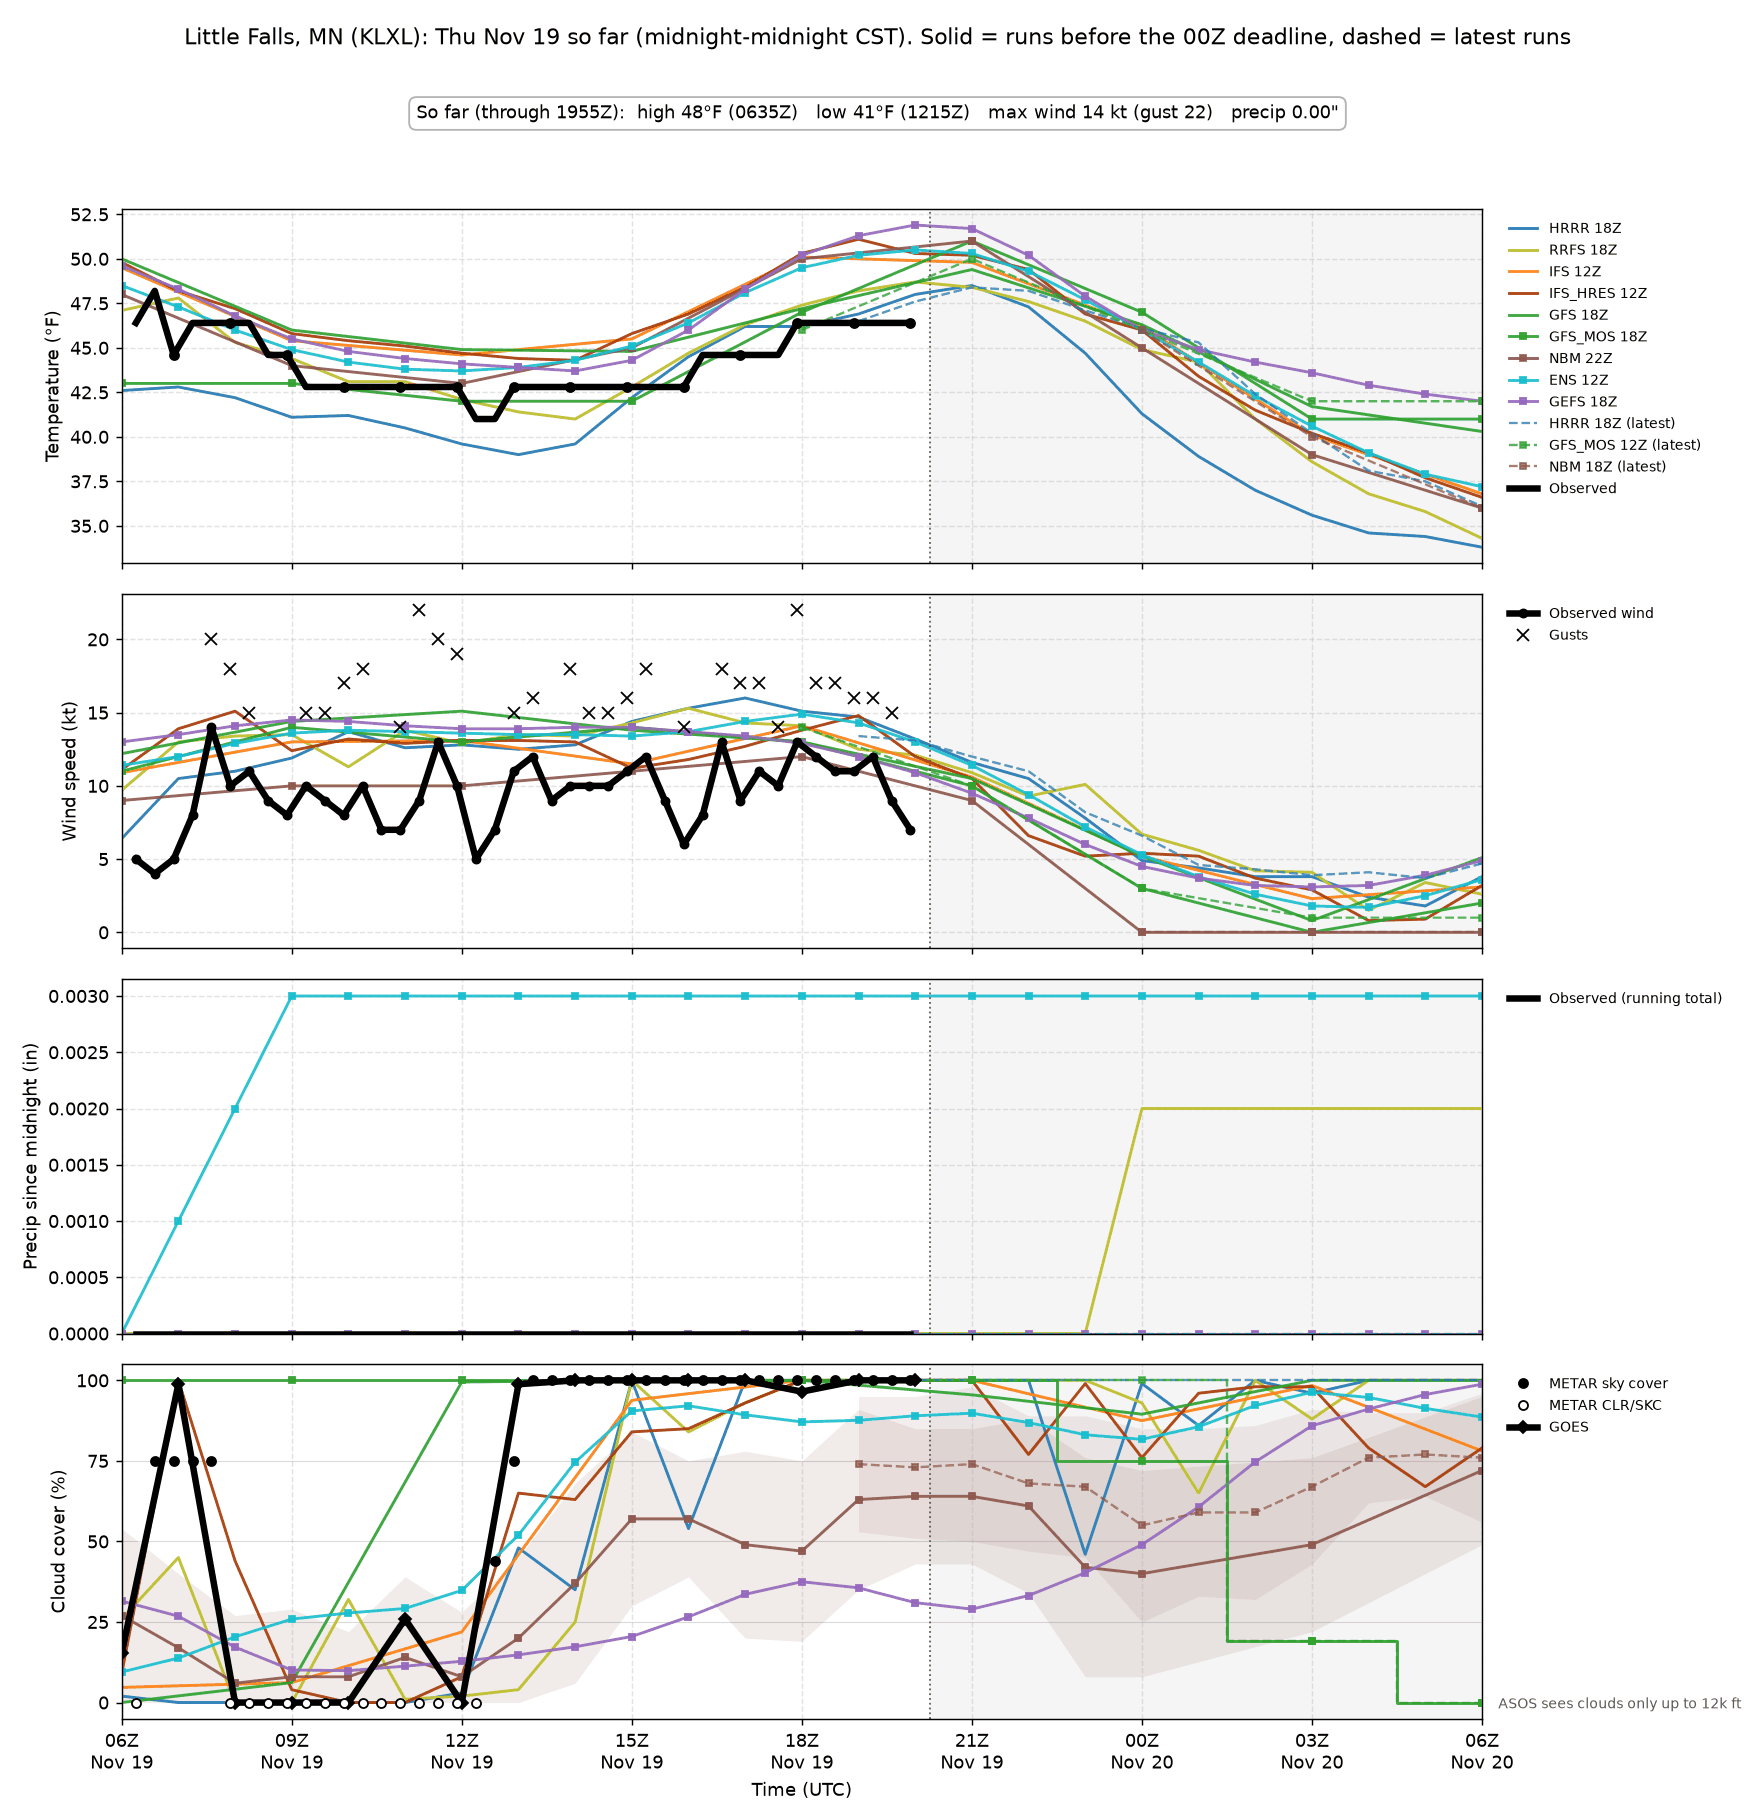 Little Falls, MN (KLXL): Thu Nov 19 so far (midnight-midnight CST). Solid = runs before the 00Z deadline, dashed = latest runs
So far (through 1955Z):  high 48°F (0635Z)   low 41°F (1215Z)   max wind 14 kt (gust 22)   precip 0.00"
Temperature (°F)
52.5
50.0
47.5
45.0
42.5
40.0
37.5
35.0
HRRR 18Z
RRFS 18Z
IFS 12Z
IFS_HRES 12Z
GFS 18Z
GFS_MOS 18Z
NBM 22Z
ENS 12Z
GEFS 18Z
HRRR 18Z (latest)
GFS_MOS 12Z (latest)
NBM 18Z (latest)
Observed
Wind speed (kt)
20
15
10
5
0
Observed wind
Gusts
Precip since midnight (in)
0.0030
0.0025
0.0020
0.0015
0.0010
0.0005
0.0000
Observed (running total)
Cloud cover (%)
100
75
50
25
0
METAR sky cover
METAR CLR/SKC
GOES
ASOS sees clouds only up to 12k ft
06Z
Nov 19
09Z
Nov 19
12Z
Nov 19
15Z
Nov 19
18Z
Nov 19
21Z
Nov 19
00Z
Nov 20
03Z
Nov 20
06Z
Nov 20
Time (UTC)